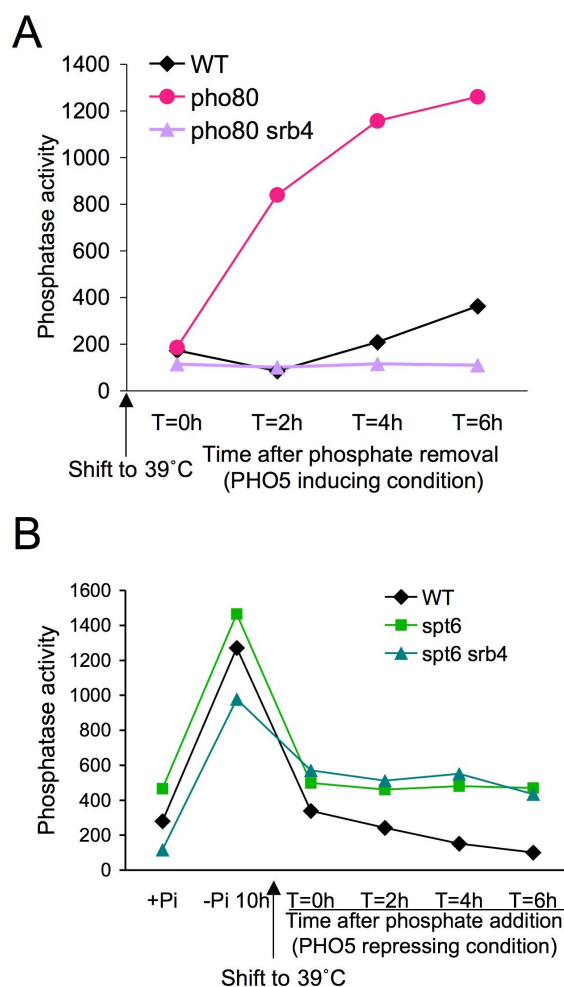 A
1400
1200
1000
800
600
400
200
0
Phosphatase activity
WT
pho80
pho80 srb4
T=0h T=2h T=4h T=6h
Shift to 39˚C
Time after phosphate removal
(PHO5 inducing condition)
B
1600
1400
1200
1000
800
600
400
200
0
Phosphatase activity
WT
spt6
spt6 srb4
+Pi -Pi 10h T=0h T=2h T=4h T=6h
Time after phosphate addition
(PHO5 repressing condition)
Shift to 39˚C